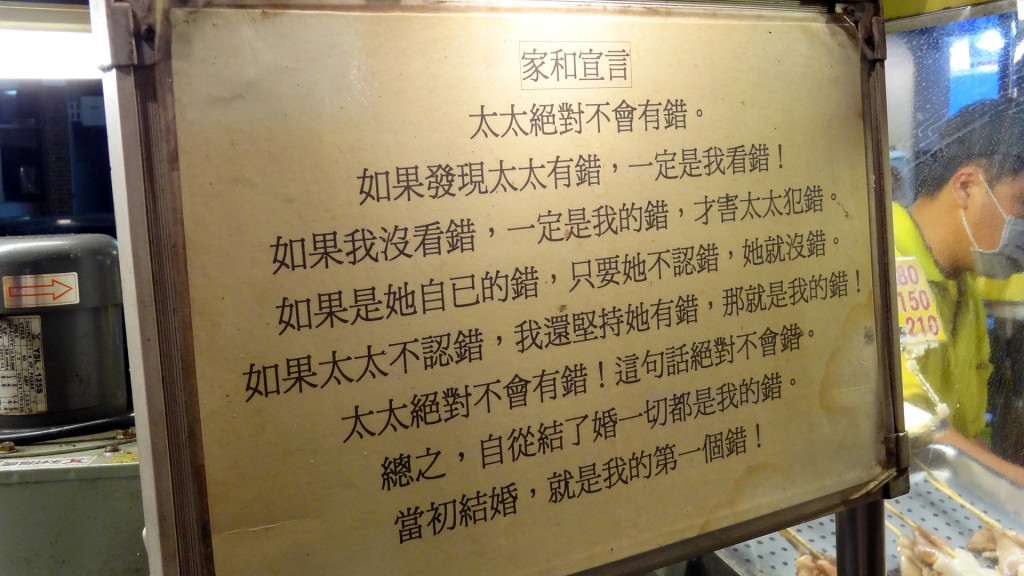 家和宣言
太太絕對不會有錯。
如果發現太太有錯，一定是我看錯！
如果我沒看錯，一定是我的錯，才害太太犯錯。
如果是她自已的錯，只要她不認錯，她就沒錯。
如果太太不認錯，我還堅持她有錯，那就是我的錯！
太太絕對不會有錯！這句話絕對不會錯。
總之，自從結了婚一切都是我的錯。
當初結婚，就是我的第一個錯！
80
150
210